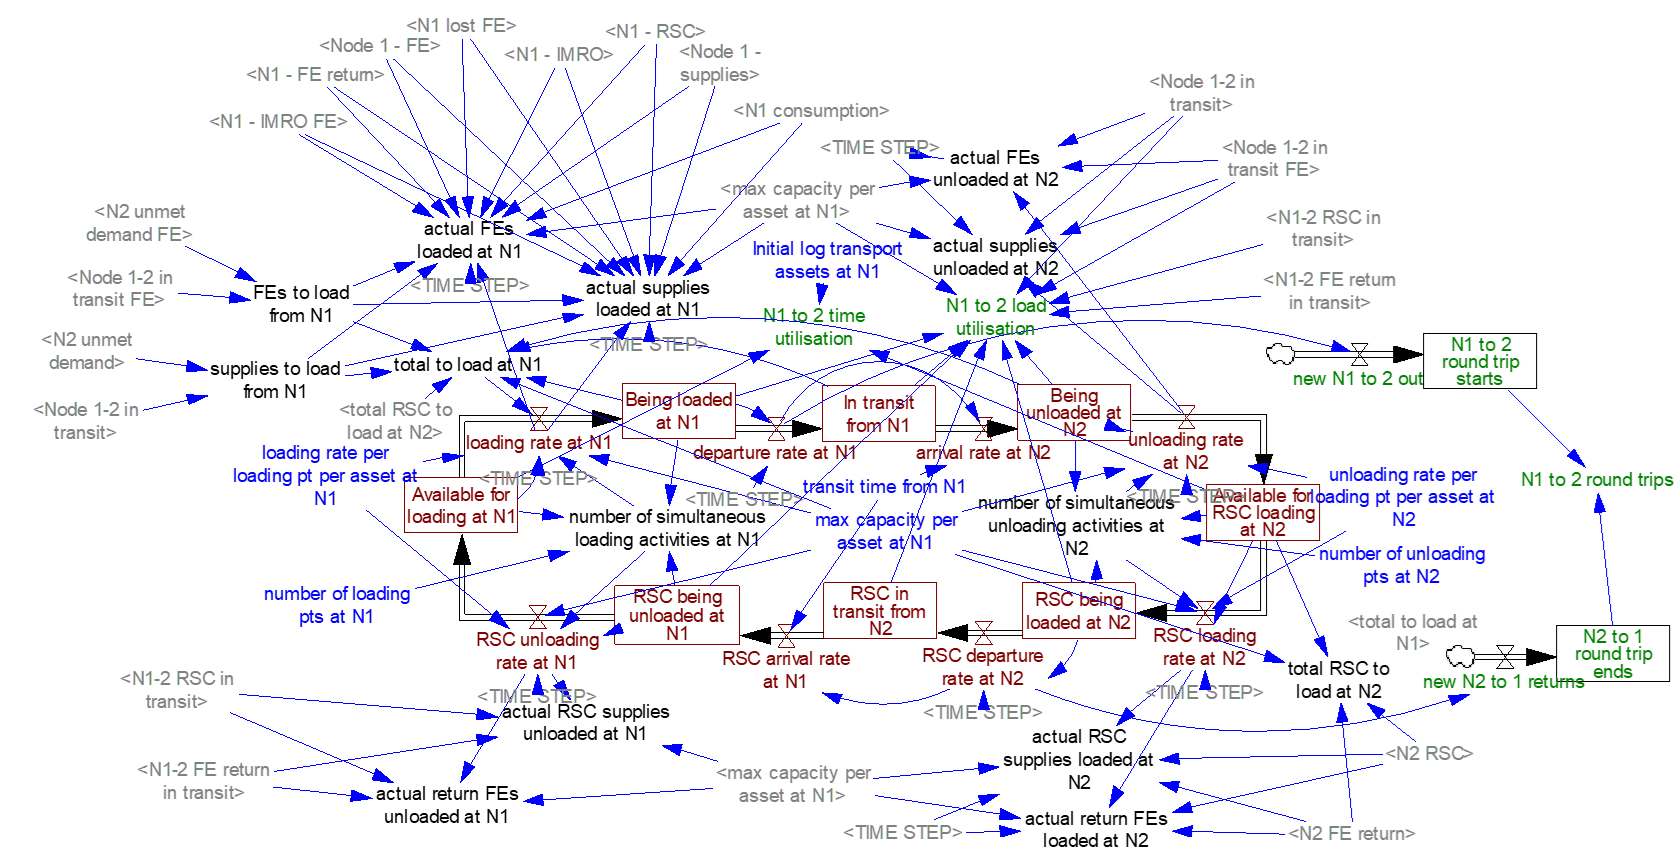 <N1 lost FE>
<Node 1 - FE>
<N1 - RSC>
<N1 - IMRO>
<Node 1 -
supplies>
<N1 - FE return>
<N1 - IMRO FE>
<N1 consumption>
<Node 1-2 in
transit>
<TIME STEP>
actual FEs
unloaded at N2
<Node 1-2 in
transit FE>
<max capacity per
asset at N1>
<N2 unmet
demand FE>
actual FEs
loaded at N1
<N1-2 RSC in
transit>
actual supplies
unloaded at N2
Initial log transport
assets at N1
<Node 1-2 in
transit FE>
FEs to load
from N1
<TIME STEP>
actual supplies
loaded at N1
N1 to 2 load
utilisation
<N1-2 FE return
in transit>
N1 to 2 time
utilisation
<N2 unmet
demand>
supplies to load
from N1
total to load at N1
<TIME STEP>
new N1 to 2 out
N1 to 2
round trip
starts
<Node 1-2 in
transit>
<total RSC to
load at N2>
Being loaded
at N1
In transit
from N1
Being
unloaded at
N2
loading rate at N1
departure rate at N1
arrival rate at N2
unloading rate
at N2
loading rate per
loading pt per asset at
N1
<TIME STEP>
Available for
loading at N1
<TIME STEP>
transit time from N1
number of simultaneous
unloading activities at
N2
<TIME STEP>
Available for
RSC loading
at N2
unloading rate per
loading pt per asset at
N2
N1 to 2 round trips
number of simultaneous
loading activities at N1
max capacity per
asset at N1
number of unloading
pts at N2
number of loading
pts at N1
RSC being
unloaded at
N1
RSC in
transit from
N2
RSC being
loaded at N2
RSC unloading
rate at N1
RSC arrival rate
at N1
RSC departure
rate at N2
RSC loading
rate at N2
<total to load at
N1>
N2 to 1
round trip
ends
new N2 to 1 returns
total RSC to
load at N2
<N1-2 RSC in
transit>
<TIME STEP>
actual RSC supplies
unloaded at N1
<TIME STEP>
<TIME STEP>
actual RSC
supplies loaded at
N2
<N2 RSC>
<N1-2 FE return
in transit>
actual return FEs
unloaded at N1
<max capacity per
asset at N1>
<TIME STEP>
actual return FEs
loaded at N2
<N2 FE return>